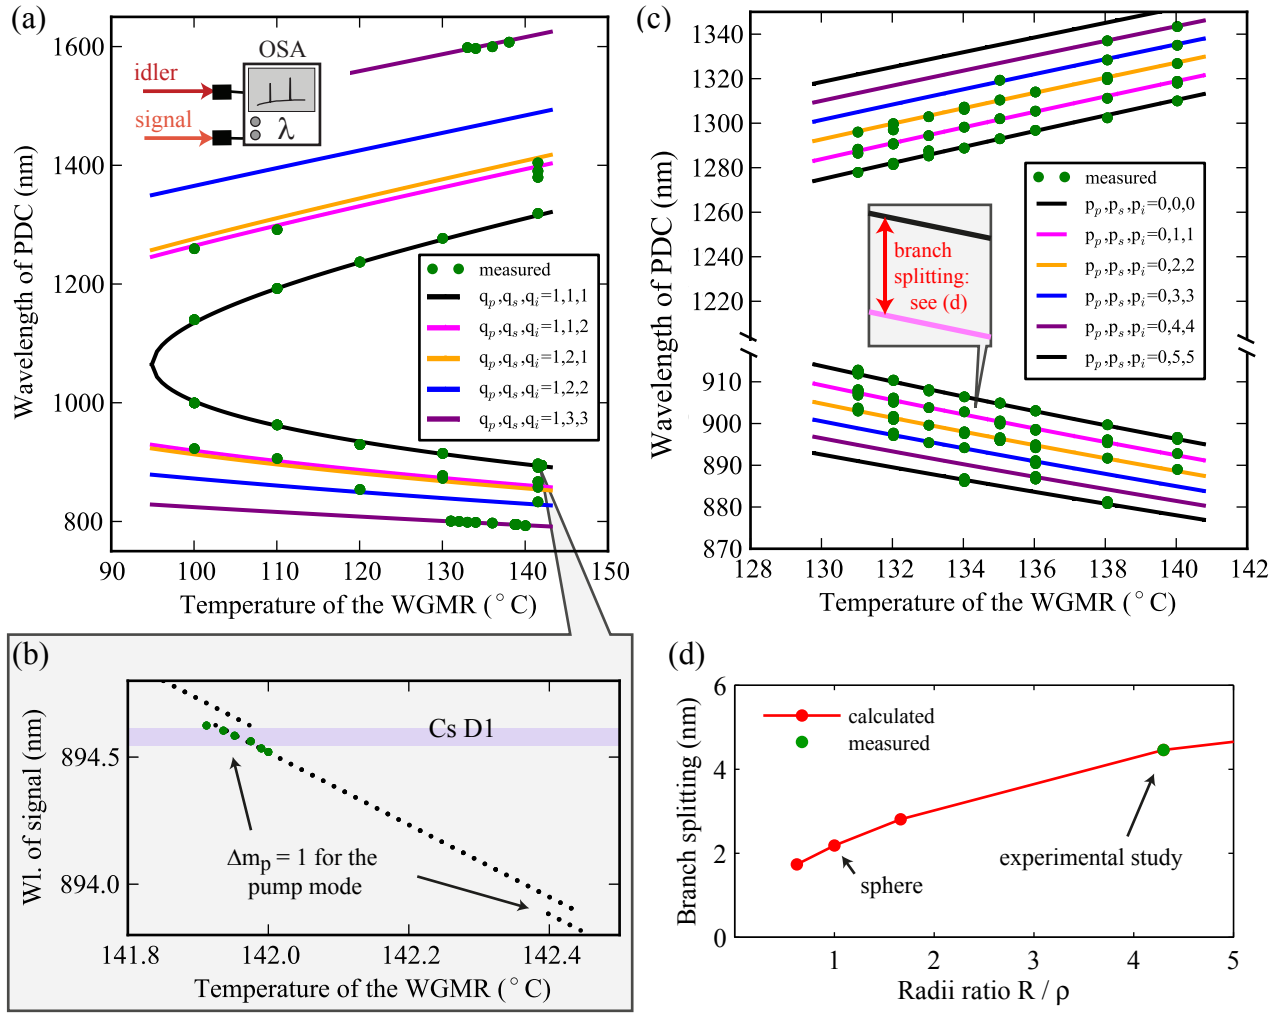 (a)
Wavelength of PDC (nm)
1600
1400
1200
1000
800
90 100 110 120 130 140 150
Temperature of the WGMR (°C)
OSA
idler
signal
λ
measured
q_p,q_s,q_i=1,1,1
q_p,q_s,q_i=1,1,2
q_p,q_s,q_i=1,2,1
q_p,q_s,q_i=1,2,2
q_p,q_s,q_i=1,3,3
(c)
Wavelength of PDC (nm)
1340
1320
1300
1280
1260
1240
1220
910
900
890
880
870
128 130 132 134 136 138 140 142
Temperature of the WGMR (°C)
branch
splitting:
see (d)
measured
p_p,p_s,p_i=0,0,0
p_p,p_s,p_i=0,1,1
p_p,p_s,p_i=0,2,2
p_p,p_s,p_i=0,3,3
p_p,p_s,p_i=0,4,4
p_p,p_s,p_i=0,5,5
(b)
Wl. of signal (nm)
894.5
894.0
141.8 142.0 142.2 142.4
Temperature of the WGMR (°C)
Cs D1
Δm_p = 1 for the
pump mode
(d)
Branch splitting (nm)
6
4
2
0
1 2 3 4 5
Radii ratio R / ρ
calculated
measured
sphere
experimental study